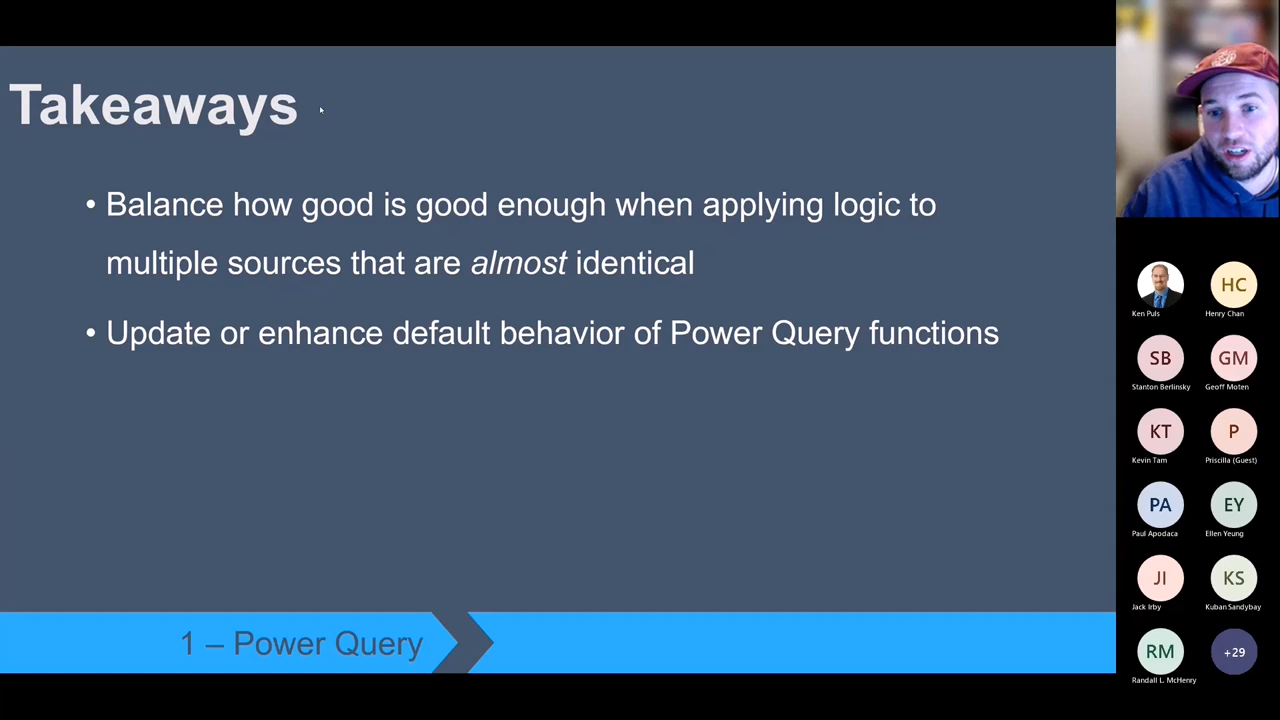 Takeaways
• Balance how good is good enough when applying logic to
multiple sources that are almost identical
• Update or enhance default behavior of Power Query functions
1 – Power Query
Ken Puls
HC
Henry Chan
SB
Stanton Berlinsky
GM
Geoff Moten
KT
Kevin Tam
P
Priscilla (Guest)
PA
Paul Apodaca
EY
Ellen Yeung
JI
Jack Irby
KS
Kuban Sandybay
RM
Randall L. McHenry
+29